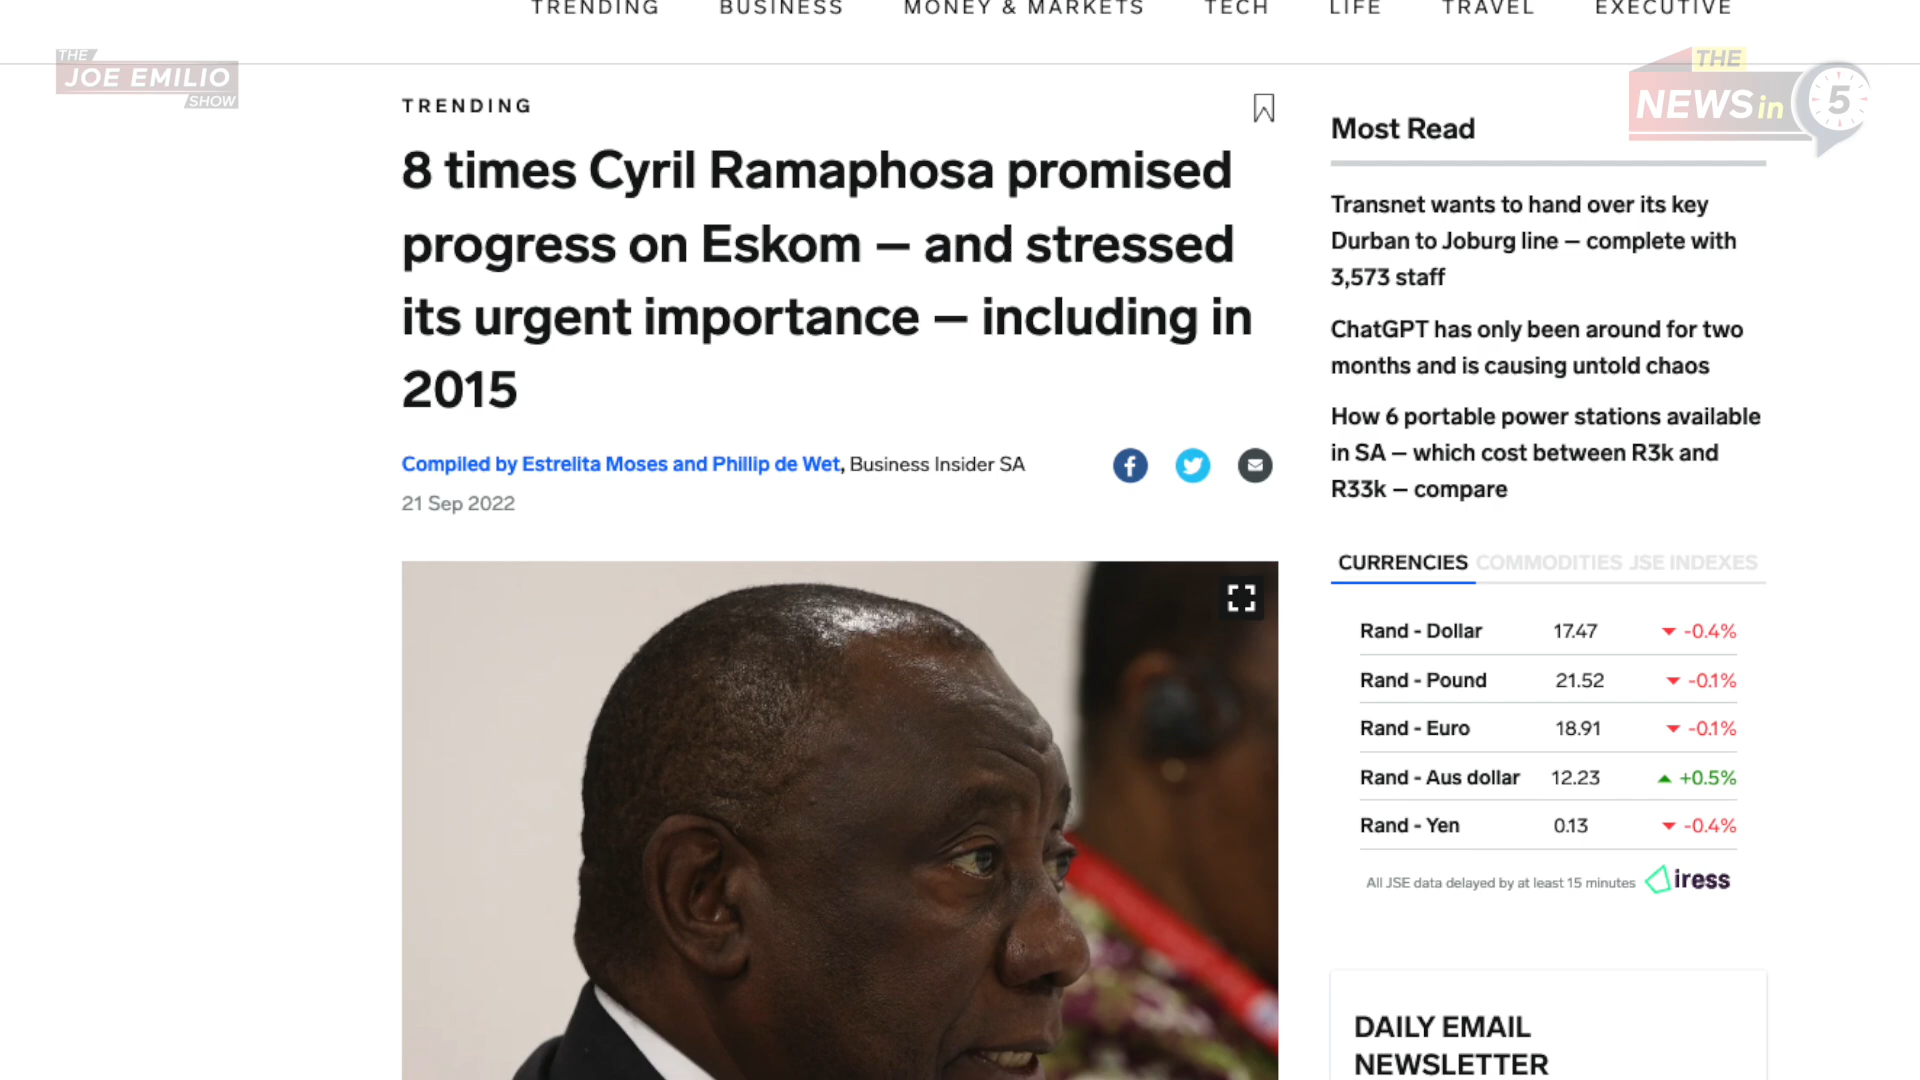 TRENDING BUSINESS MONEY & MARKETS TECH LIFE TRAVEL EXECUTIVE
THE
JOE EMILIO
SHOW
THE
NEWS in 5
TRENDING
8 times Cyril Ramaphosa promised
progress on Eskom – and stressed
its urgent importance – including in
2015
Compiled by Estrelita Moses and Phillip de Wet, Business Insider SA
21 Sep 2022
Most Read
Transnet wants to hand over its key
Durban to Joburg line – complete with
3,573 staff
ChatGPT has only been around for two
months and is causing untold chaos
How 6 portable power stations available
in SA – which cost between R3k and
R33k – compare
CURRENCIES COMMODITIES JSE INDEXES
Rand - Dollar 17.47 -0.4%
Rand - Pound 21.52 -0.1%
Rand - Euro 18.91 -0.1%
Rand - Aus dollar 12.23 +0.5%
Rand - Yen 0.13 -0.4%
All JSE data delayed by at least 15 minutes iress
DAILY EMAIL
NEWSLETTER